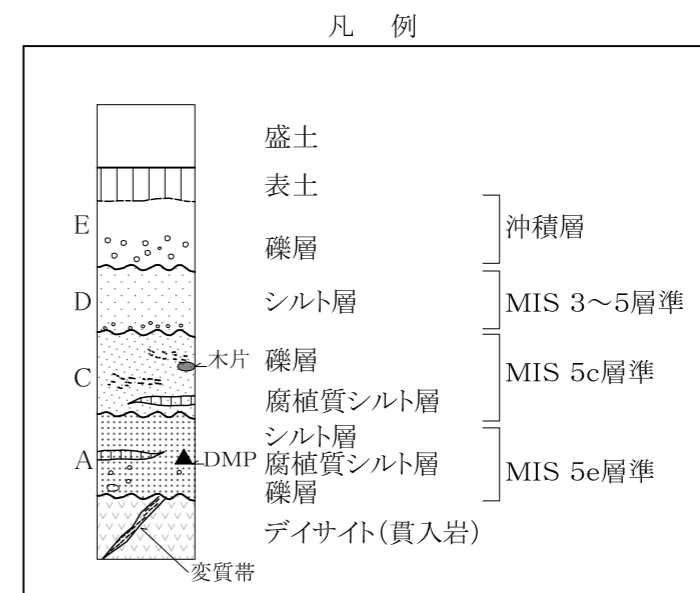 凡 例
盛土
表土
E
沖積層
礫層
D
シルト層
MIS 3～5層準
木片
礫層
C
MIS 5c層準
腐植質シルト層
シルト層
A
DMP
腐植質シルト層
MIS 5e層準
礫層
デイサイト(貫入岩)
変質帯